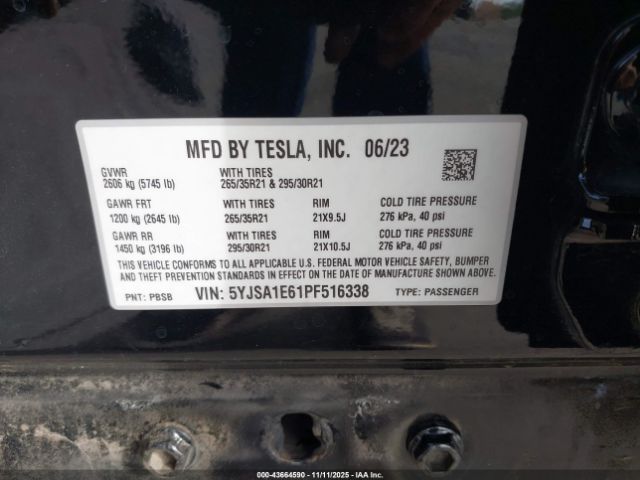 MFD BY TESLA, INC. 06/23
GVWR WITH TIRES
2606 kg (5745 lb) 265/35R21 & 295/30R21
GAWR FRT WITH TIRES RIM COLD TIRE PRESSURE
1200 kg (2645 lb) 265/35R21 21X9.5J 276 kPa, 40 psi
GAWR RR WITH TIRES RIM COLD TIRE PRESSURE
1450 kg (3196 lb) 295/30R21 21X10.5J 276 kPa, 40 psi
THIS VEHICLE CONFORMS TO ALL APPLICABLE U.S. FEDERAL MOTOR VEHICLE SAFETY, BUMPER
AND THEFT PREVENTION STANDARDS IN EFFECT ON THE DATE OF MANUFACTURE SHOWN ABOVE.
PNT: PBSB VIN: 5YJSA1E61PF516338 TYPE: PASSENGER
000-43664590 - 11/11/2025 - IAA Inc.